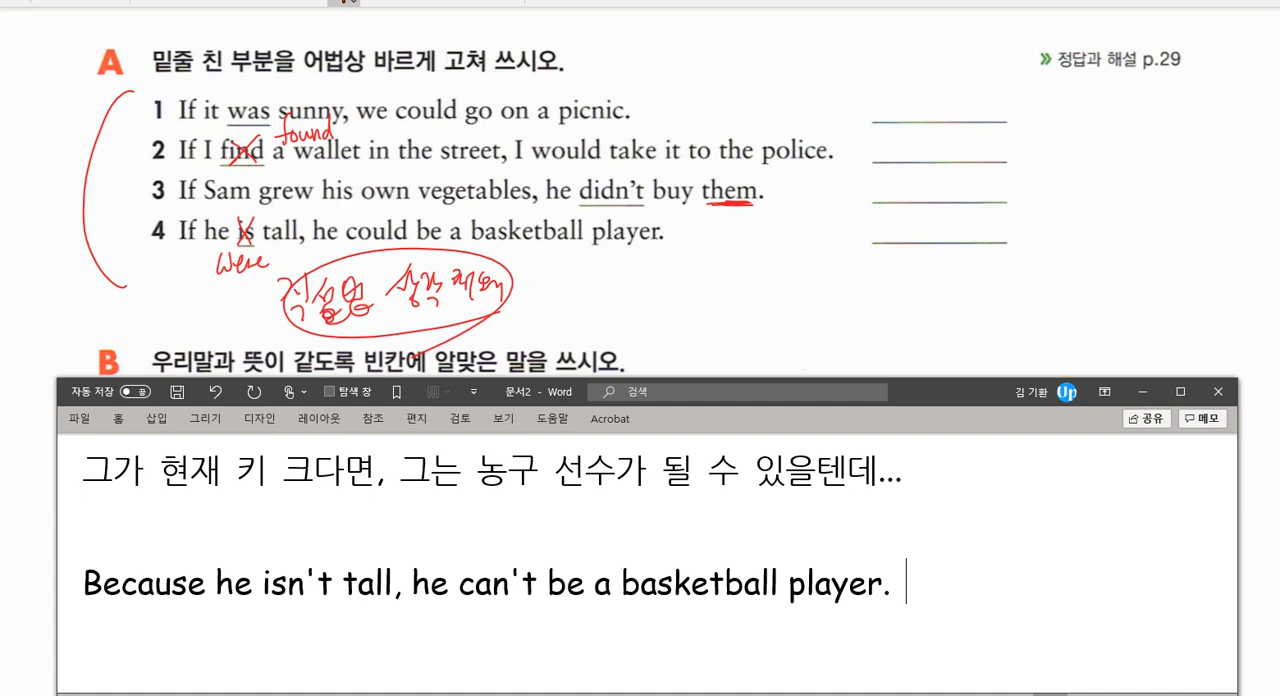 A 밑줄 친 부분을 어법상 바르게 고쳐 쓰시오.
» 정답과 해설 p.29
1 If it was sunny, we could go on a picnic.
found
2 If I find a wallet in the street, I would take it to the police.
3 If Sam grew his own vegetables, he didn't buy them.
4 If he is tall, he could be a basketball player.
were
직설법
B 우리말과 뜻이 같도록 빈칸에 알맞은 말을 쓰시오.
자동 저장 끔 탐색 창 문서2 - Word 검색 김 기환
파일 홈 삽입 그리기 디자인 레이아웃 참조 편지 검토 보기 도움말 Acrobat 공유 메모
그가 현재 키 크다면, 그는 농구 선수가 될 수 있을텐데...
Because he isn't tall, he can't be a basketball player.